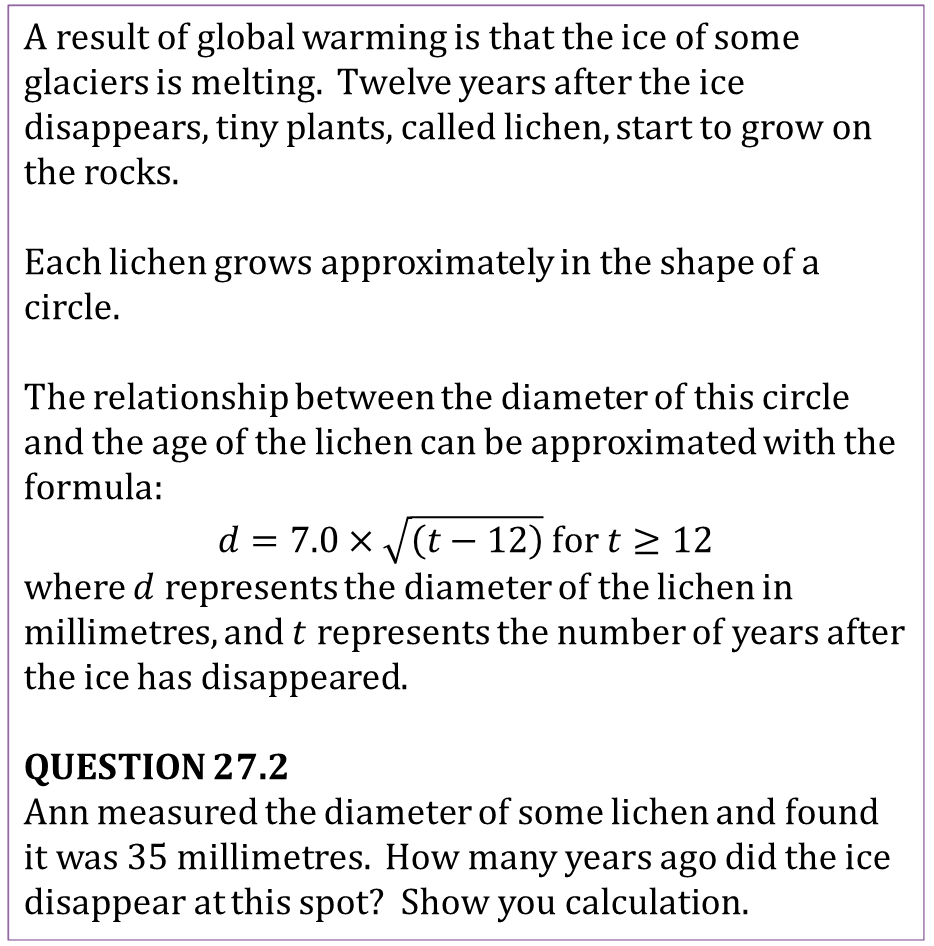 A result of global warming is that the ice of some
glaciers is melting.  Twelve years after the ice
disappears, tiny plants, called lichen, start to grow on
the rocks.
Each lichen grows approximately in the shape of a
circle.
The relationship between the diameter of this circle
and the age of the lichen can be approximated with the
formula:
d = 7.0 × √(t − 12) for t ≥ 12
where d represents the diameter of the lichen in
millimetres, and t represents the number of years after
the ice has disappeared.
QUESTION 27.2
Ann measured the diameter of some lichen and found
it was 35 millimetres.  How many years ago did the ice
disappear at this spot?  Show you calculation.